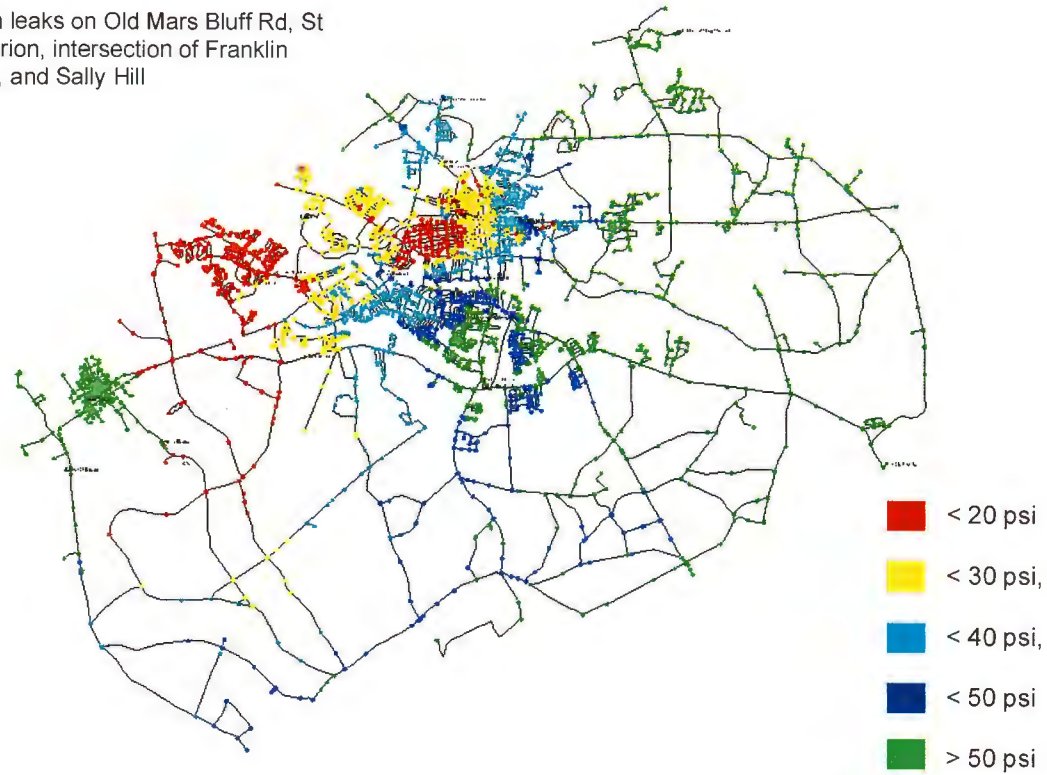 leaks on Old Mars Bluff Rd, St
rion, intersection of Franklin
, and Sally Hill
< 20 psi
< 30 psi,
< 40 psi,
< 50 psi
> 50 psi